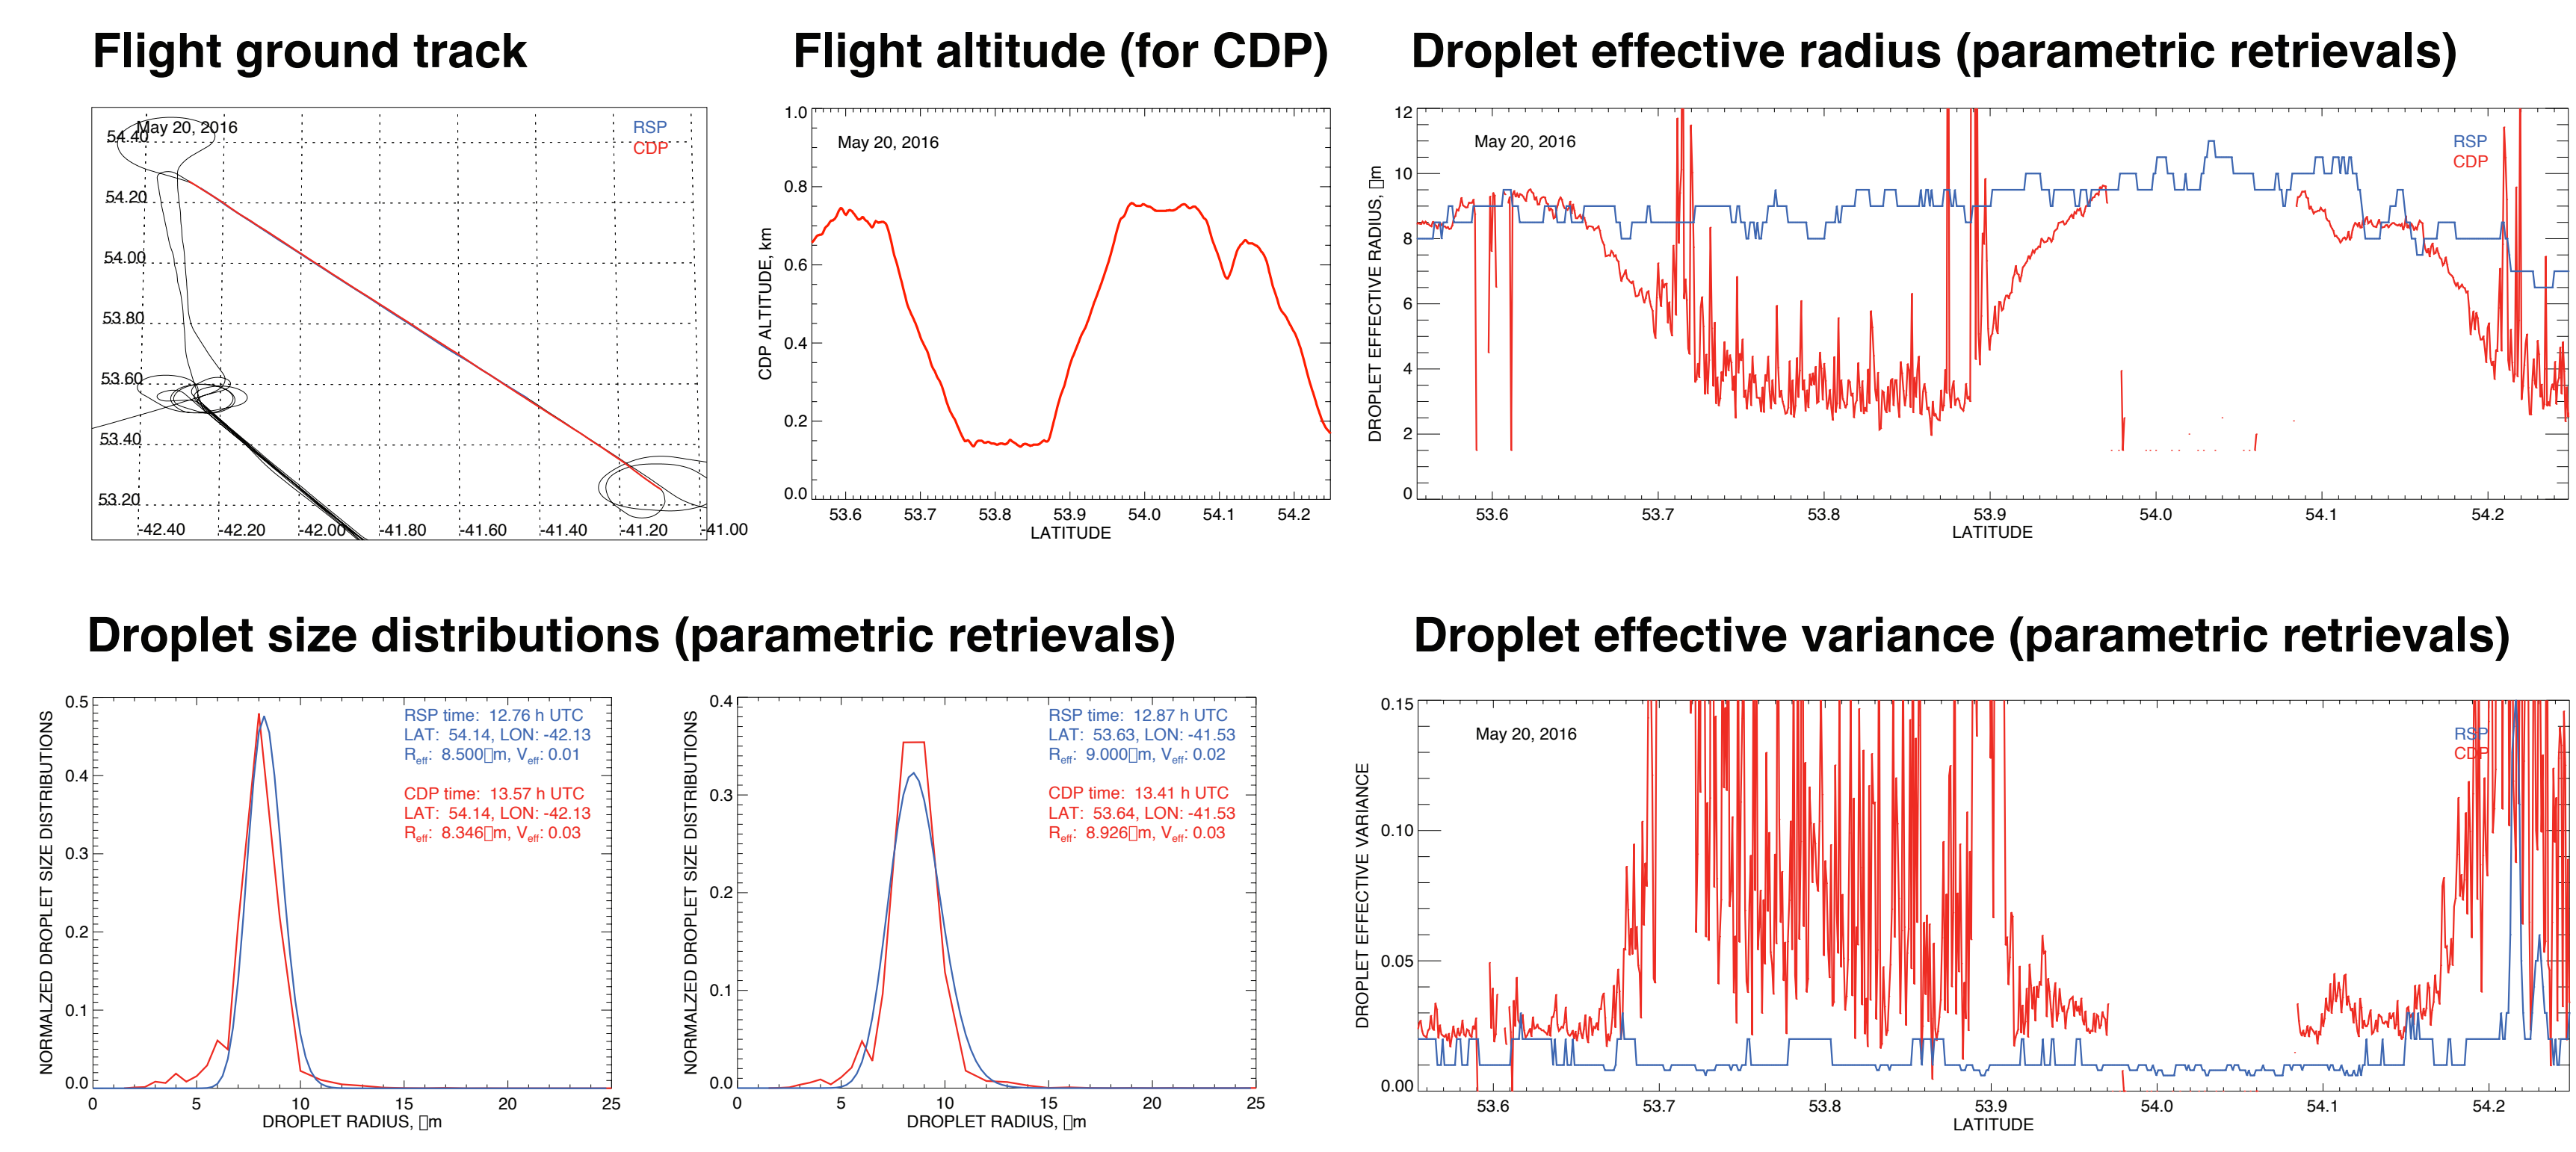 Flight ground track
May 20, 2016
RSP
CDP
54.40
54.20
54.00
53.80
53.60
53.40
53.20
-42.40 -42.20 -42.00 -41.80 -41.60 -41.40 -41.20 -41.00
Flight altitude (for CDP)
May 20, 2016
CDP ALTITUDE, km
1.0
0.8
0.6
0.4
0.2
0.0
53.6 53.7 53.8 53.9 54.0 54.1 54.2
LATITUDE
Droplet effective radius (parametric retrievals)
May 20, 2016
RSP
CDP
DROPLET EFFECTIVE RADIUS, □m
12
10
8
6
4
2
0
53.6 53.7 53.8 53.9 54.0 54.1 54.2
LATITUDE
Droplet size distributions (parametric retrievals)
NORMALZED DROPLET SIZE DISTRIBUTIONS
0.5
0.4
0.3
0.2
0.1
0.0
RSP time: 12.76 h UTC
LAT: 54.14, LON: -42.13
Reff: 8.500□m, Veff: 0.01
CDP time: 13.57 h UTC
LAT: 54.14, LON: -42.13
Reff: 8.346□m, Veff: 0.03
0 5 10 15 20 25
DROPLET RADIUS, □m
NORMALZED DROPLET SIZE DISTRIBUTIONS
0.4
0.3
0.2
0.1
0.0
RSP time: 12.87 h UTC
LAT: 53.63, LON: -41.53
Reff: 9.000□m, Veff: 0.02
CDP time: 13.41 h UTC
LAT: 53.64, LON: -41.53
Reff: 8.926□m, Veff: 0.03
0 5 10 15 20 25
DROPLET RADIUS, □m
Droplet effective variance (parametric retrievals)
May 20, 2016
RSP
CDP
DROPLET EFFECTIVE VARIANCE
0.15
0.10
0.05
0.00
53.6 53.7 53.8 53.9 54.0 54.1 54.2
LATITUDE